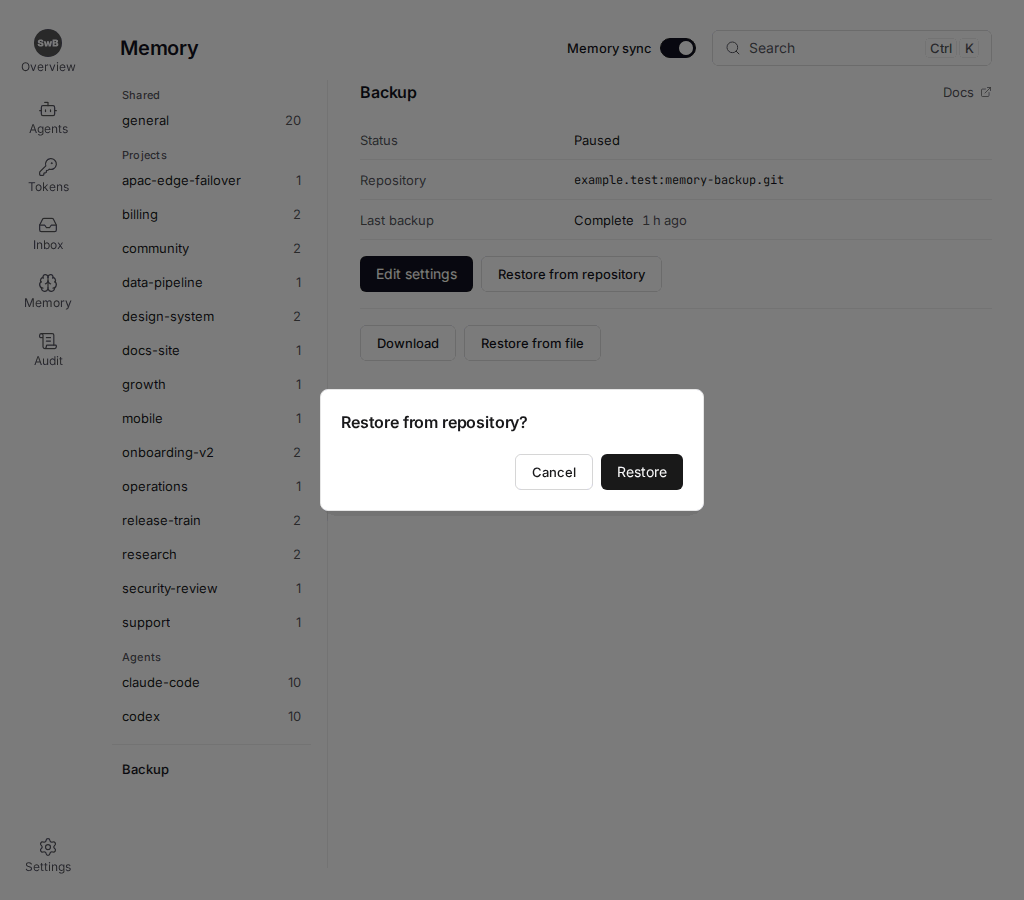 SwB
Overview
Agents
Tokens
Inbox
Memory
Audit
Settings
Memory
Memory sync
Search
Ctrl K
Shared
general 20
Projects
apac-edge-failover 1
billing 2
community 2
data-pipeline 1
design-system 2
docs-site 1
growth 1
mobile 1
onboarding-v2 2
operations 1
release-train 2
research 2
security-review 1
support 1
Agents
claude-code 10
codex 10
Backup
Backup
Docs
Status Paused
Repository example.test:memory-backup.git
Last backup Complete 1 h ago
Edit settings Restore from repository
Download Restore from file
Restore from repository?
Cancel Restore